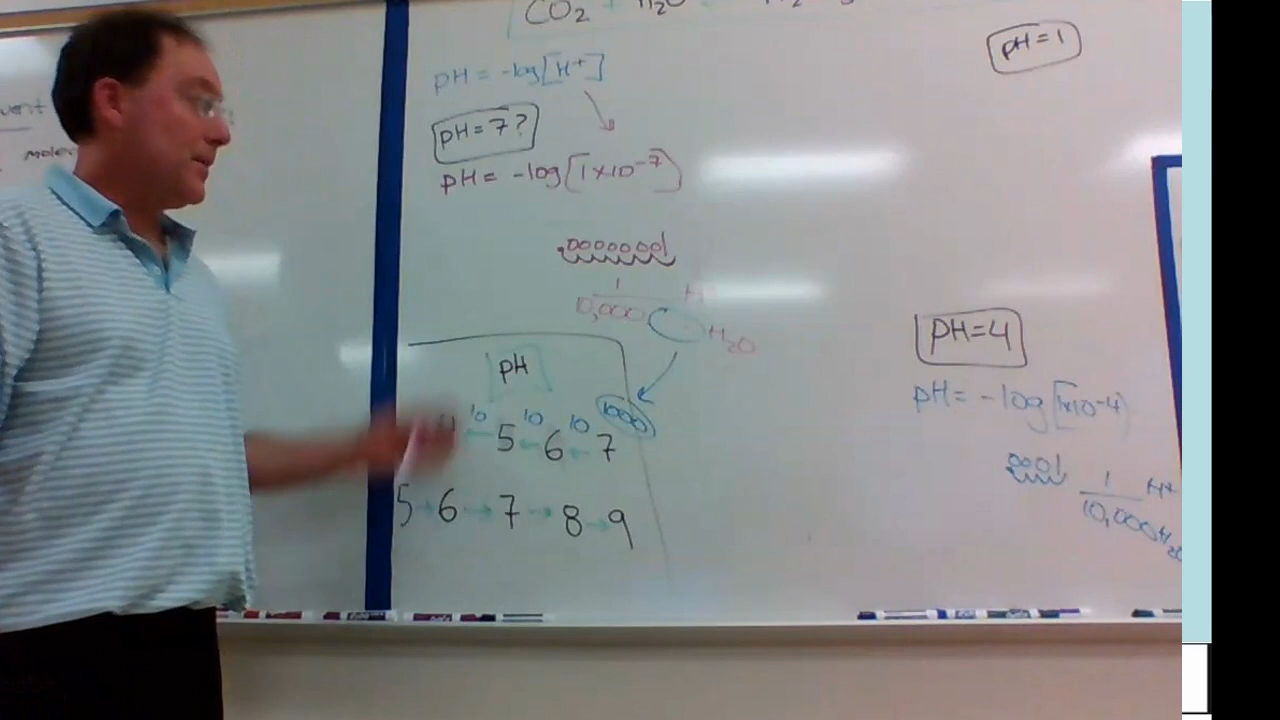 CO2 + H2O
pH = -log[H+]
pH = 7?
pH = -log[1×10-7]
0000001
1
10,000
H2O
pH
10 10 10 1000
5 6 7
5 6 7 8 9
pH=1
pH=4
pH= -log[1×10-4]
0001
1 H+
10,000 H2O